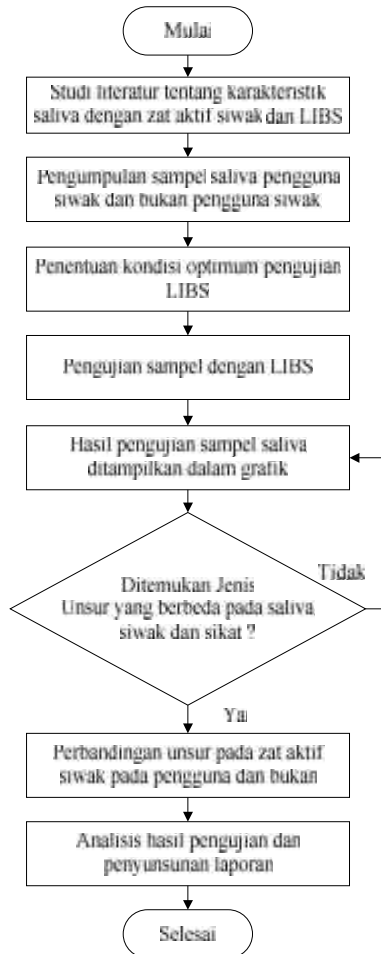 Mulai
Studi literatur tentang karakteristik
saliva dengan zat aktif siwak dan LIBS
Pengumpulan sampel saliva pengguna
siwak dan bukan pengguna siwak
Penentuan kondisi optimum pengujian
LIBS
Pengujian sampel dengan LIBS
Hasil pengujian sampel saliva
ditampilkan dalam grafik
Ditemukan Jenis
Unsur yang berbeda pada saliva
siwak dan sikat ?
Tidak
Ya
Perbandingan unsur pada zat aktif
siwak pada pengguna dan bukan
Analisis hasil pengujian dan
penyunsunan laporan
Selesai